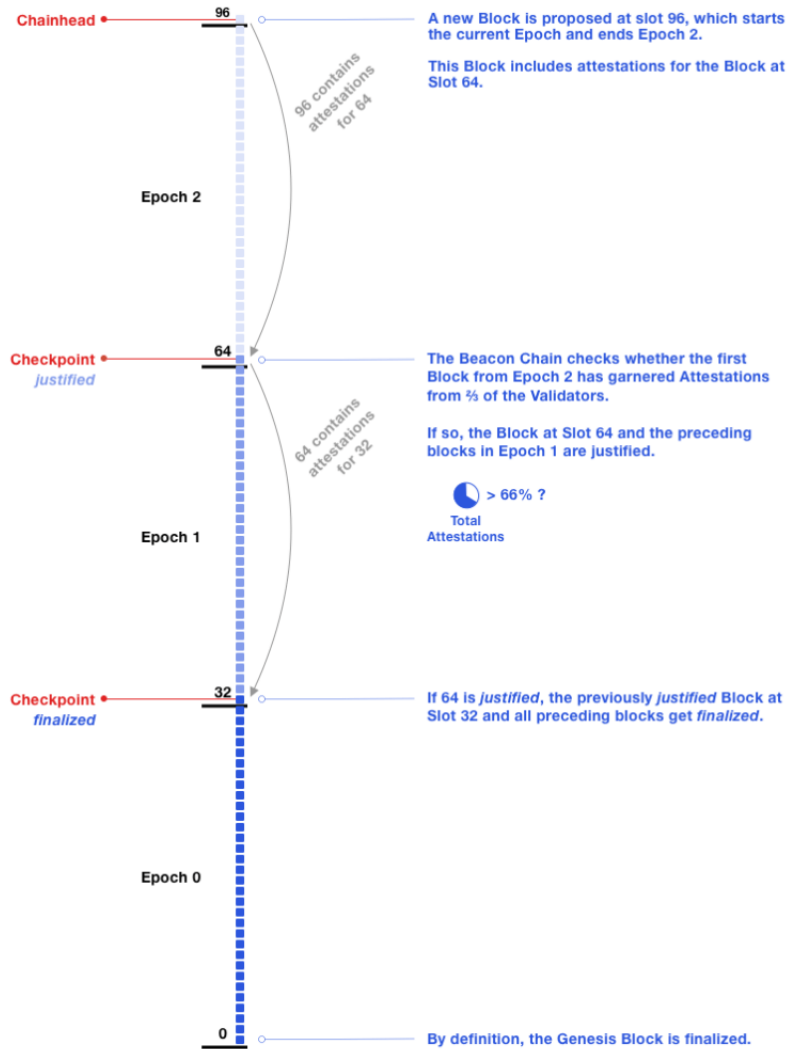 Chainhead
96
A new Block is proposed at slot 96, which starts
the current Epoch and ends Epoch 2.
This Block includes attestations for the Block at
Slot 64.
96 contains
attestations
for 64
Epoch 2
Checkpoint
justified
64
The Beacon Chain checks whether the first
Block from Epoch 2 has garnered Attestations
from ⅔ of the Validators.
If so, the Block at Slot 64 and the preceding
blocks in Epoch 1 are justified.
64 contains
attestations
for 32
> 66% ?
Total
Attestations
Epoch 1
Checkpoint
finalized
32
If 64 is justified, the previously justified Block at
Slot 32 and all preceding blocks get finalized.
Epoch 0
0
By definition, the Genesis Block is finalized.